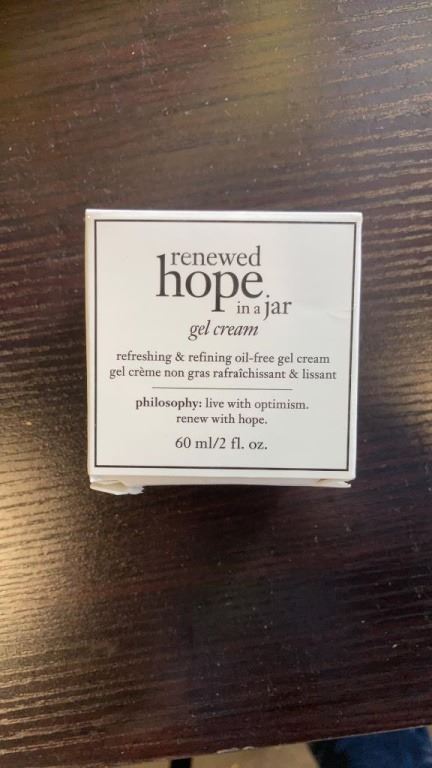 renewed
hope
in a jar
gel cream
refreshing & refining oil-free gel cream
gel crème non gras rafraîchissant & lissant
philosophy: live with optimism.
renew with hope.
60 ml/2 fl. oz.